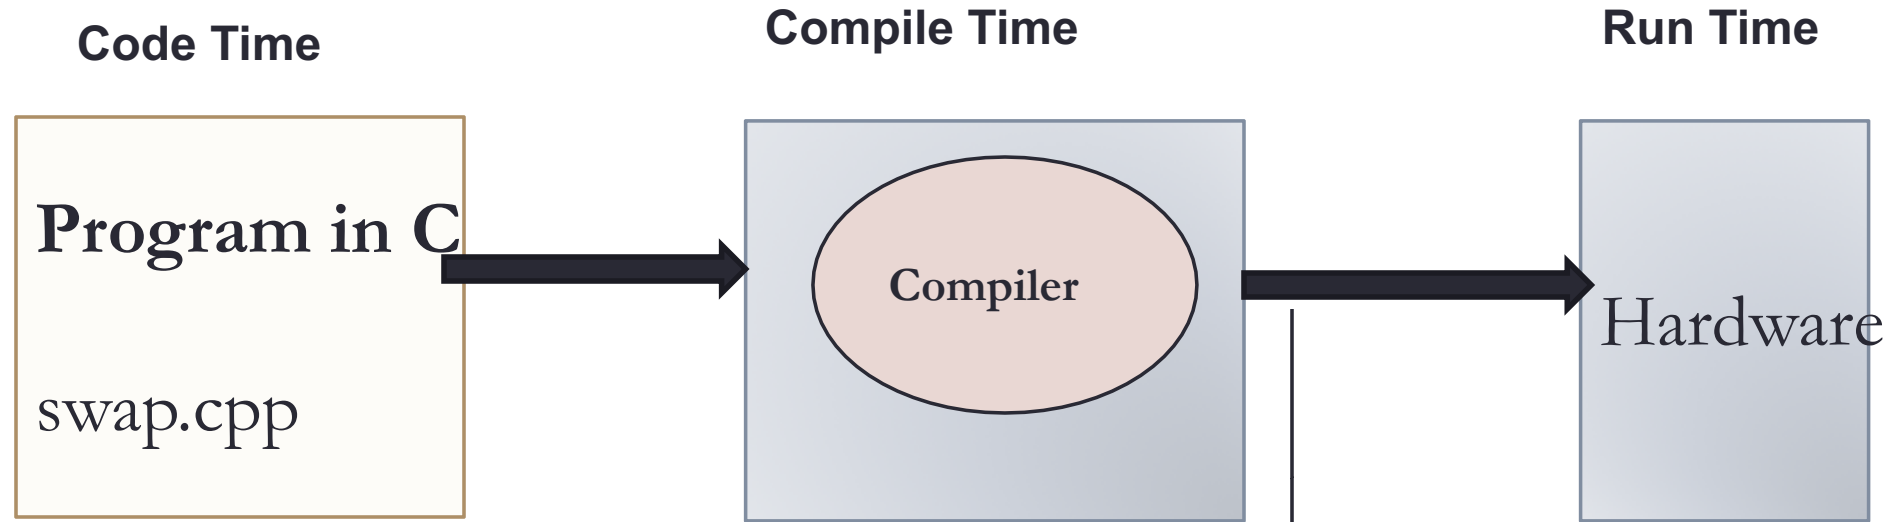 Code Time
Compile Time
Run Time
Program in C
swap.cpp
Compiler
Hardware